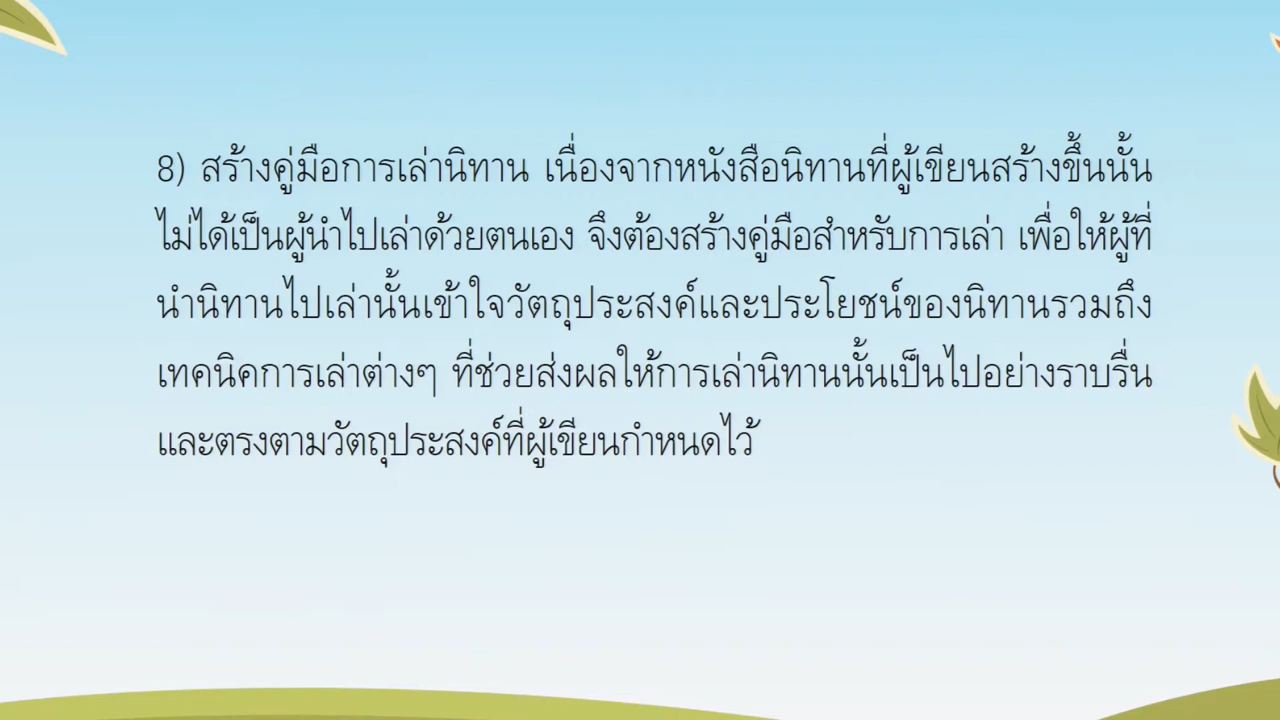 8) สร้างคู่มือการเล่านิทาน เนื่องจากหนังสือนิทานที่ผู้เขียนสร้างขึ้นนั้น
ไม่ได้เป็นผู้นำไปเล่าด้วยตนเอง จึงต้องสร้างคู่มือสำหรับการเล่า เพื่อให้ผู้ที่
นำนิทานไปเล่านั้นเข้าใจวัตถุประสงค์และประโยชน์ของนิทานรวมถึง
เทคนิคการเล่าต่างๆ ที่ช่วยส่งผลให้การเล่านิทานนั้นเป็นไปอย่างราบรื่น
และตรงตามวัตถุประสงค์ที่ผู้เขียนกำหนดไว้